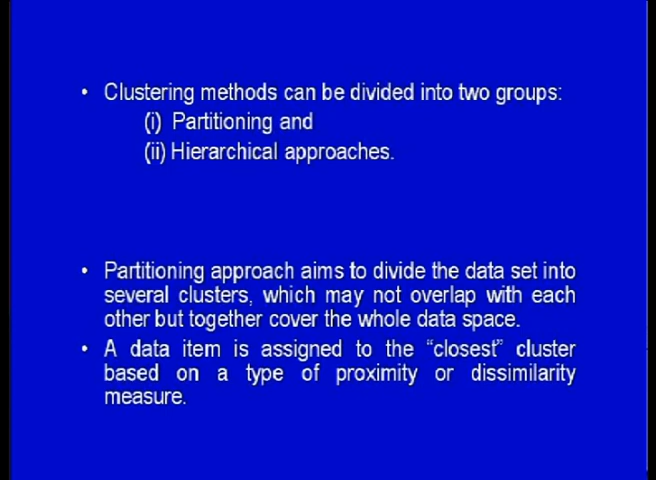 • Clustering methods can be divided into two groups:
(i) Partitioning and
(ii) Hierarchical approaches.
• Partitioning approach aims to divide the data set into
several clusters, which may not overlap with each
other but together cover the whole data space.
• A data item is assigned to the “closest” cluster
based on a type of proximity or dissimilarity
measure.